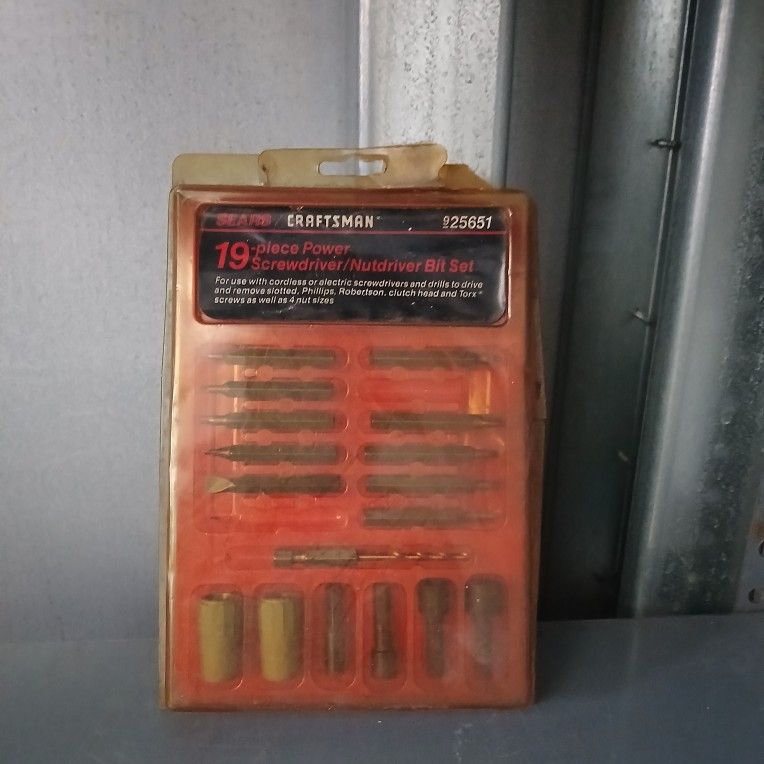 SEARS / CRAFTSMAN 925651
19-piece Power
Screwdriver/Nutdriver Bit Set
For use with cordless or electric screwdrivers and drills to drive
and remove slotted, Phillips, Robertson, clutch head and Torx®
screws as well as 4 nut sizes